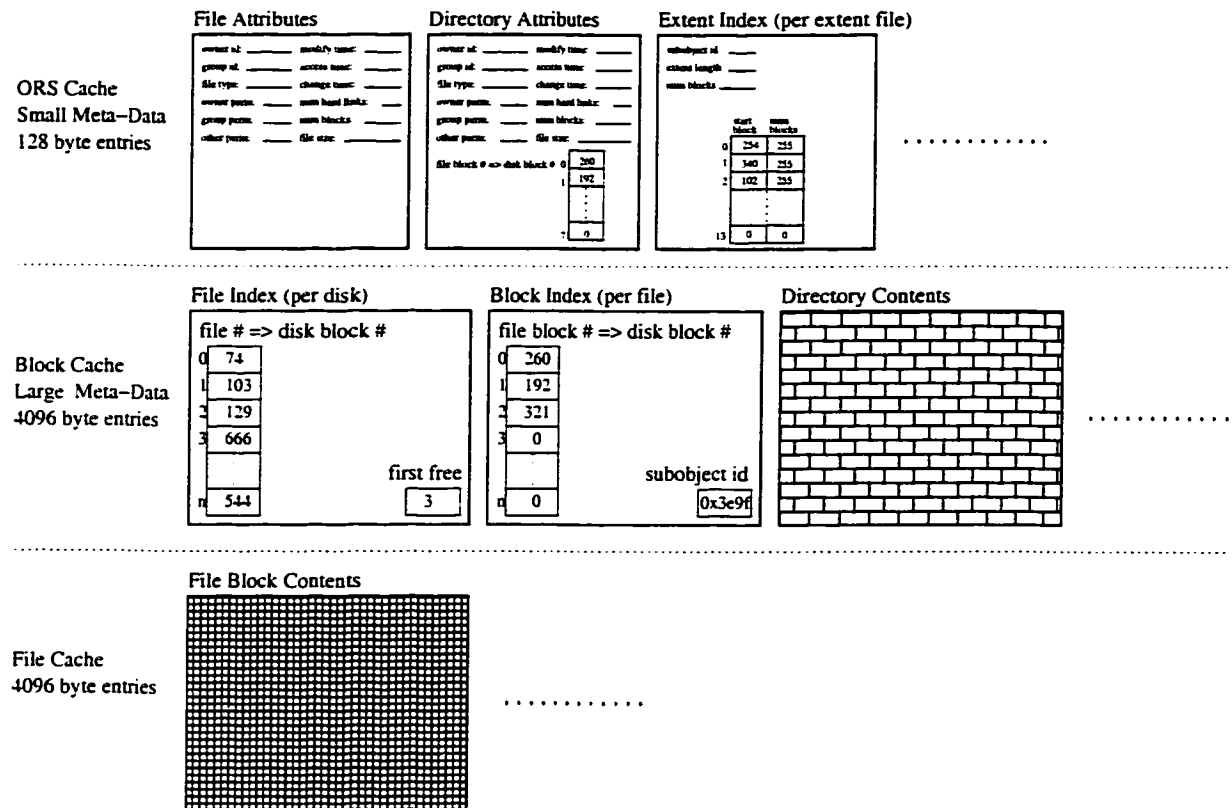 File Attributes
Directory Attributes
Extent Index (per extent file)
ORS Cache
Small Meta-Data
128 byte entries
owner id: modify time:
group id: access time:
file type: change time:
owner perm: num hard links:
group perm: num blocks:
other perm: file size:
owner id: modify time:
group id: access time:
file type: change time:
owner perm: num hard links:
group perm: num blocks:
other perm: file size:
file block # => disk block # 0 260
1 192
7 0
subobject id
extent length
num blocks
start block num blocks
0 254 255
1 340 255
2 102 255
13 0 0
File Index (per disk)
Block Index (per file)
Directory Contents
Block Cache
Large Meta-Data
4096 byte entries
file # => disk block #
0 74
1 103
2 129
3 666
n 544
first free
3
file block # => disk block #
0 260
1 192
2 321
3 0
n 0
subobject id
0x3e9f
File Block Contents
File Cache
4096 byte entries